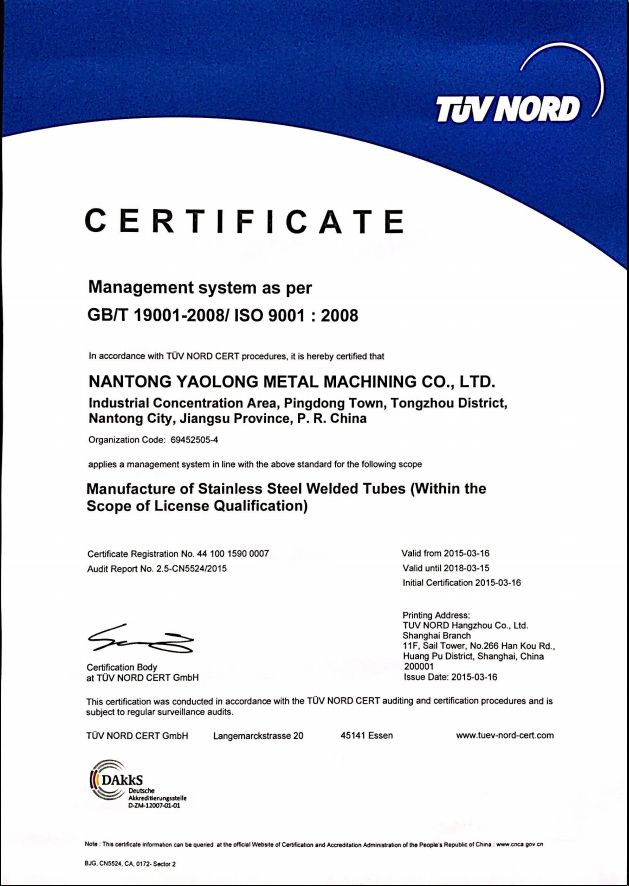 TÜV NORD
CERTIFICATE
Management system as per
GB/T 19001-2008/ ISO 9001 : 2008
In accordance with TÜV NORD CERT procedures, it is hereby certified that
NANTONG YAOLONG METAL MACHINING CO., LTD.
Industrial Concentration Area, Pingdong Town, Tongzhou District,
Nantong City, Jiangsu Province, P. R. China
Organization Code: 69452505-4
applies a management system in line with the above standard for the following scope
Manufacture of Stainless Steel Welded Tubes (Within the
Scope of License Qualification)
Certificate Registration No. 44 100 1590 0007
Audit Report No. 2.5-CN5524/2015
Valid from 2015-03-16
Valid until 2018-03-15
Initial Certification 2015-03-16
Printing Address:
TUV NORD Hangzhou Co., Ltd.
Shanghai Branch
11F, Sail Tower, No.266 Han Kou Rd.,
Huang Pu District, Shanghai, China
200001
Issue Date: 2015-03-16
Certification Body
at TÜV NORD CERT GmbH
This certification was conducted in accordance with the TÜV NORD CERT auditing and certification procedures and is
subject to regular surveillance audits.
TÜV NORD CERT GmbH Langemarckstrasse 20 45141 Essen www.tuev-nord-cert.com
DAkkS
Deutsche
Akkreditierungsstelle
D-ZM-12007-01-01
Note : This certificate information can be queried at the official Website of Certification and Accreditation Administration of the People's Republic of China : www.cnca gov cn
BJG, CN5524, CA, 0172- Sector 2